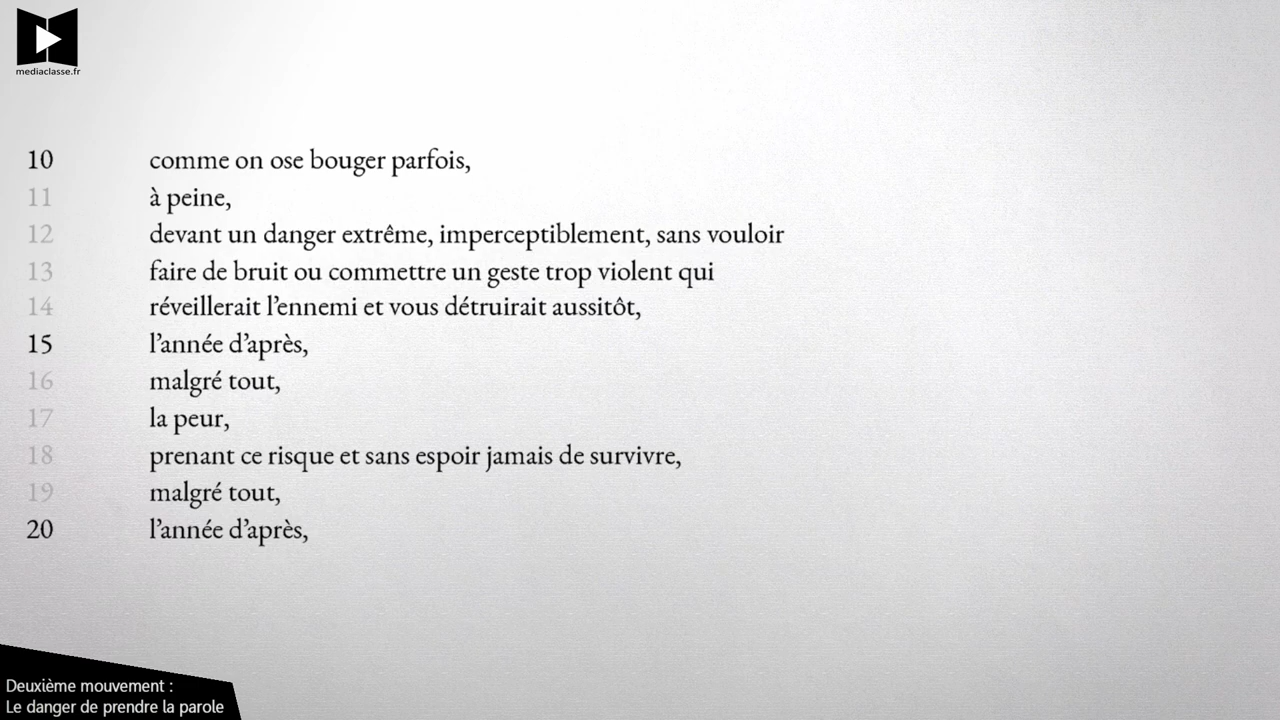 mediaclasse.fr
10 comme on ose bouger parfois,
11 à peine,
12 devant un danger extrême, imperceptiblement, sans vouloir
13 faire de bruit ou commettre un geste trop violent qui
14 réveillerait l’ennemi et vous détruirait aussitôt,
15 l’année d’après,
16 malgré tout,
17 la peur,
18 prenant ce risque et sans espoir jamais de survivre,
19 malgré tout,
20 l’année d’après,
Deuxième mouvement :
Le danger de prendre la parole